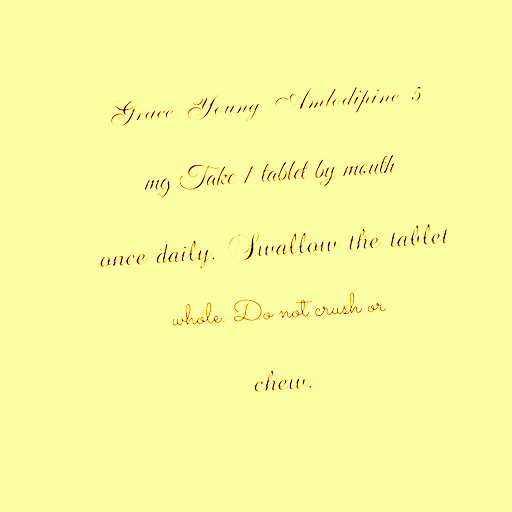 Grace Young Amlodipine 5
mg Take 1 tablet by mouth
once daily. Swallow the tablet
whole. Do not crush or
chew.